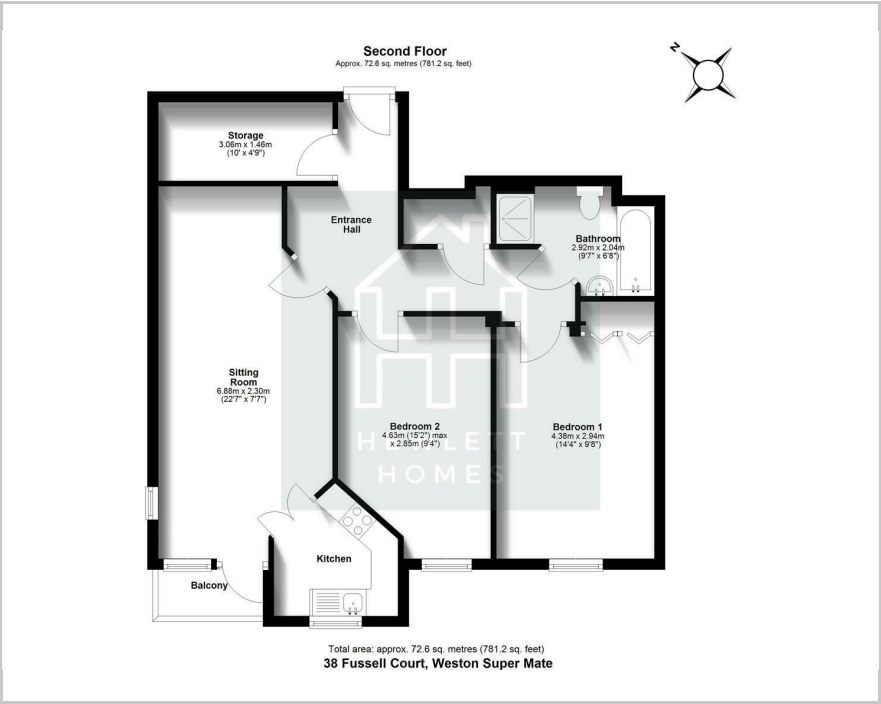 Second Floor
Approx. 72.6 sq. metres (781.2 sq. feet)
N
Storage
3.06m x 1.46m
(10' x 4'9")
Entrance
Hall
Bathroom
2.92m x 2.04m
(9'7" x 6'8")
Sitting
Room
6.88m x 2.30m
(22'7" x 7'7")
Bedroom 2
4.63m (15'2") max
x 2.85m (9'4")
Bedroom 1
4.38m x 2.94m
(14'4" x 9'8")
HEWLETT
HOMES
Kitchen
Balcony
Total area: approx. 72.6 sq. metres (781.2 sq. feet)
38 Fussell Court, Weston Super Mate